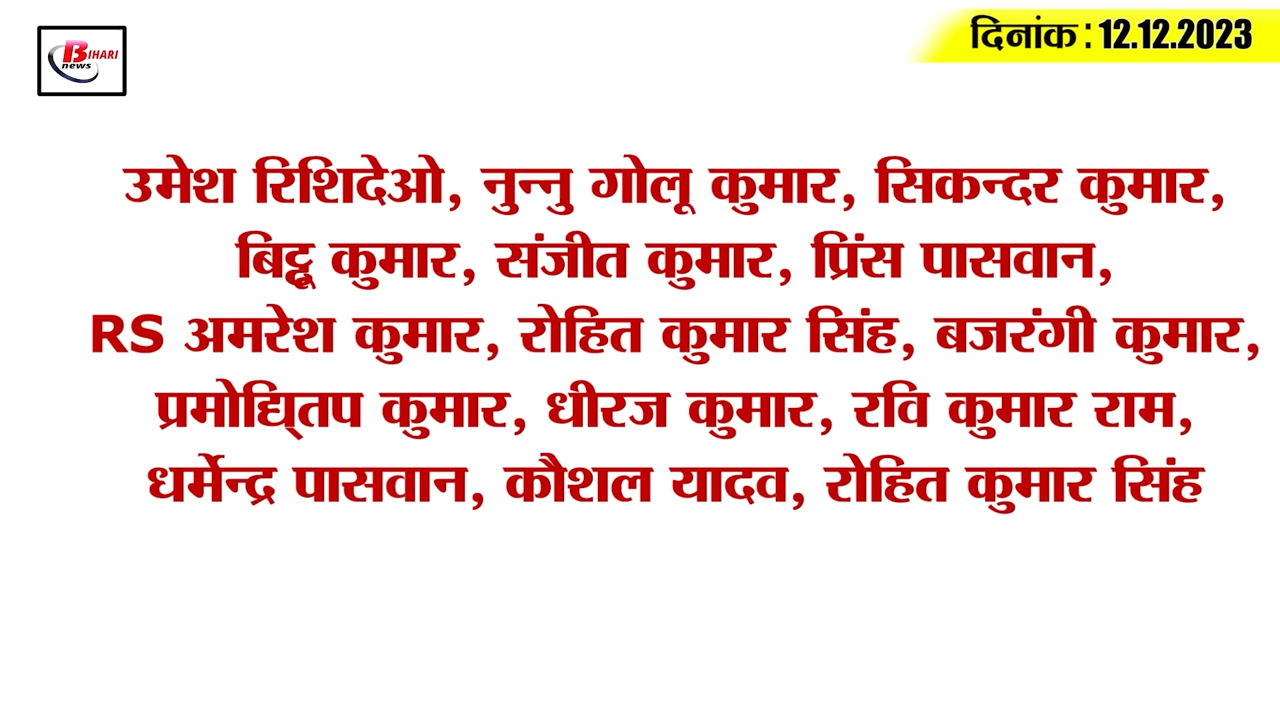 BIHARI
news
दिनांक : 12.12.2023
उमेश रिशिदेओ, नुन्नु गोलू कुमार, सिकन्दर कुमार,
बिट्टू कुमार, संजीत कुमार, प्रिंस पासवान,
RS अमरेश कुमार, रोहित कुमार सिंह, बजरंगी कुमार,
प्रमोद्यि्तप कुमार, धीरज कुमार, रवि कुमार राम,
धर्मेन्द्र पासवान, कौशल यादव, रोहित कुमार सिंह